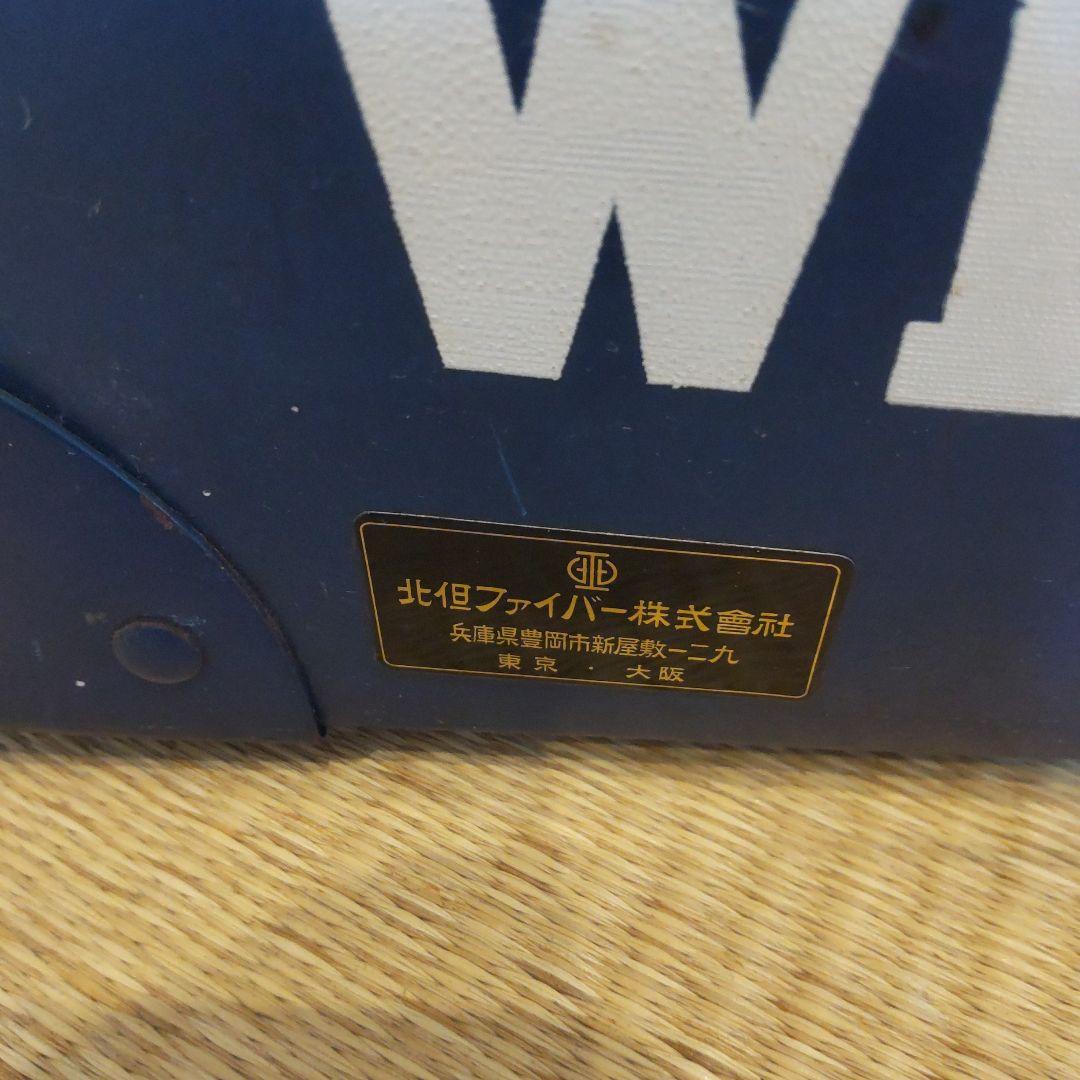 W
北但ファイバー株式會社
兵庫県豊岡市新屋敷一二九
東京・大阪